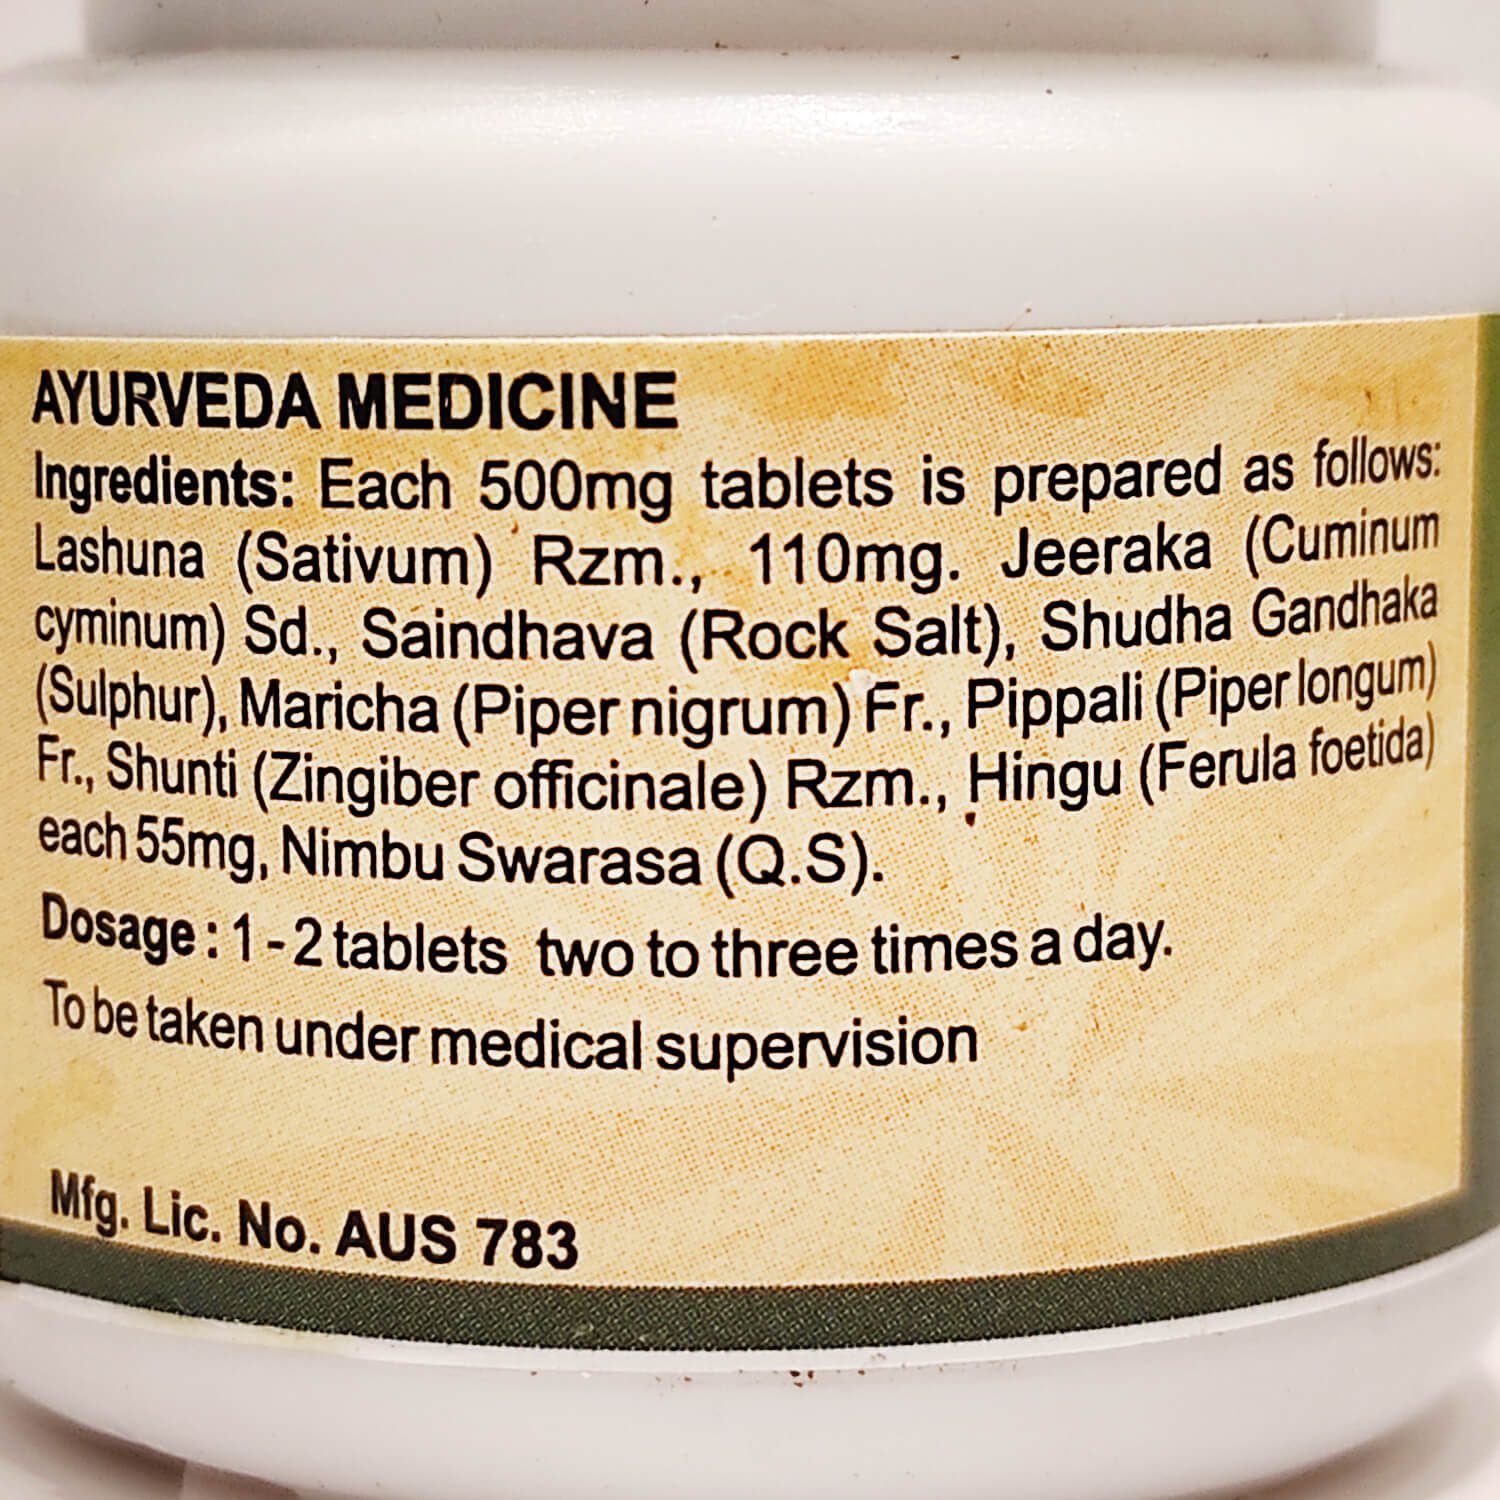 AYURVEDA MEDICINE
Ingredients: Each 500mg tablets is prepared as follows:
Lashuna (Sativum) Rzm., 110mg. Jeeraka (Cuminum
cyminum) Sd., Saindhava (Rock Salt), Shudha Gandhaka
(Sulphur), Maricha (Piper nigrum) Fr., Pippali (Piper longum)
Fr., Shunti (Zingiber officinale) Rzm., Hingu (Ferula foetida)
each 55mg, Nimbu Swarasa (Q.S).
Dosage : 1 - 2 tablets two to three times a day.
To be taken under medical supervision
Mfg. Lic. No. AUS 783